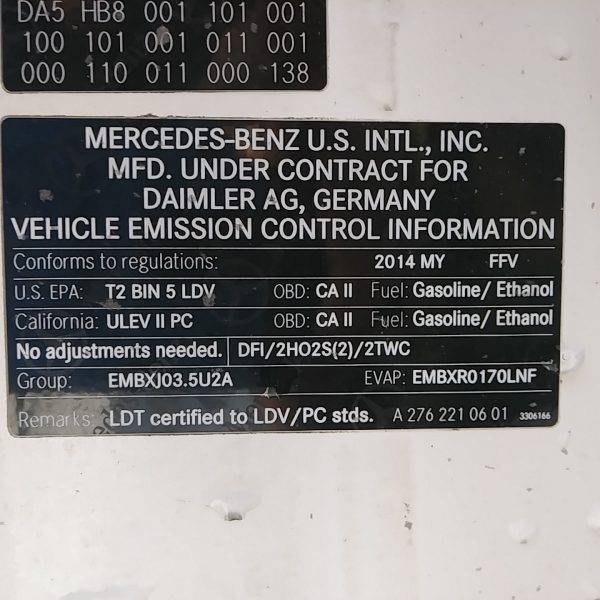 DA5 HB8 001 101 001
100 101 001 011 001
000 110 011 000 138
MERCEDES-BENZ U.S. INTL., INC.
MFD. UNDER CONTRACT FOR
DAIMLER AG, GERMANY
VEHICLE EMISSION CONTROL INFORMATION
Conforms to regulations: 2014 MY FFV
U.S. EPA: T2 BIN 5 LDV OBD: CA II Fuel: Gasoline/ Ethanol
California: ULEV II PC OBD: CA II Fuel: Gasoline/ Ethanol
No adjustments needed. DFI/2HO2S(2)/2TWC
Group: EMBXJ03.5U2A EVAP: EMBXR0170LNF
Remarks: LDT certified to LDV/PC stds. A 276 221 06 01 3306166